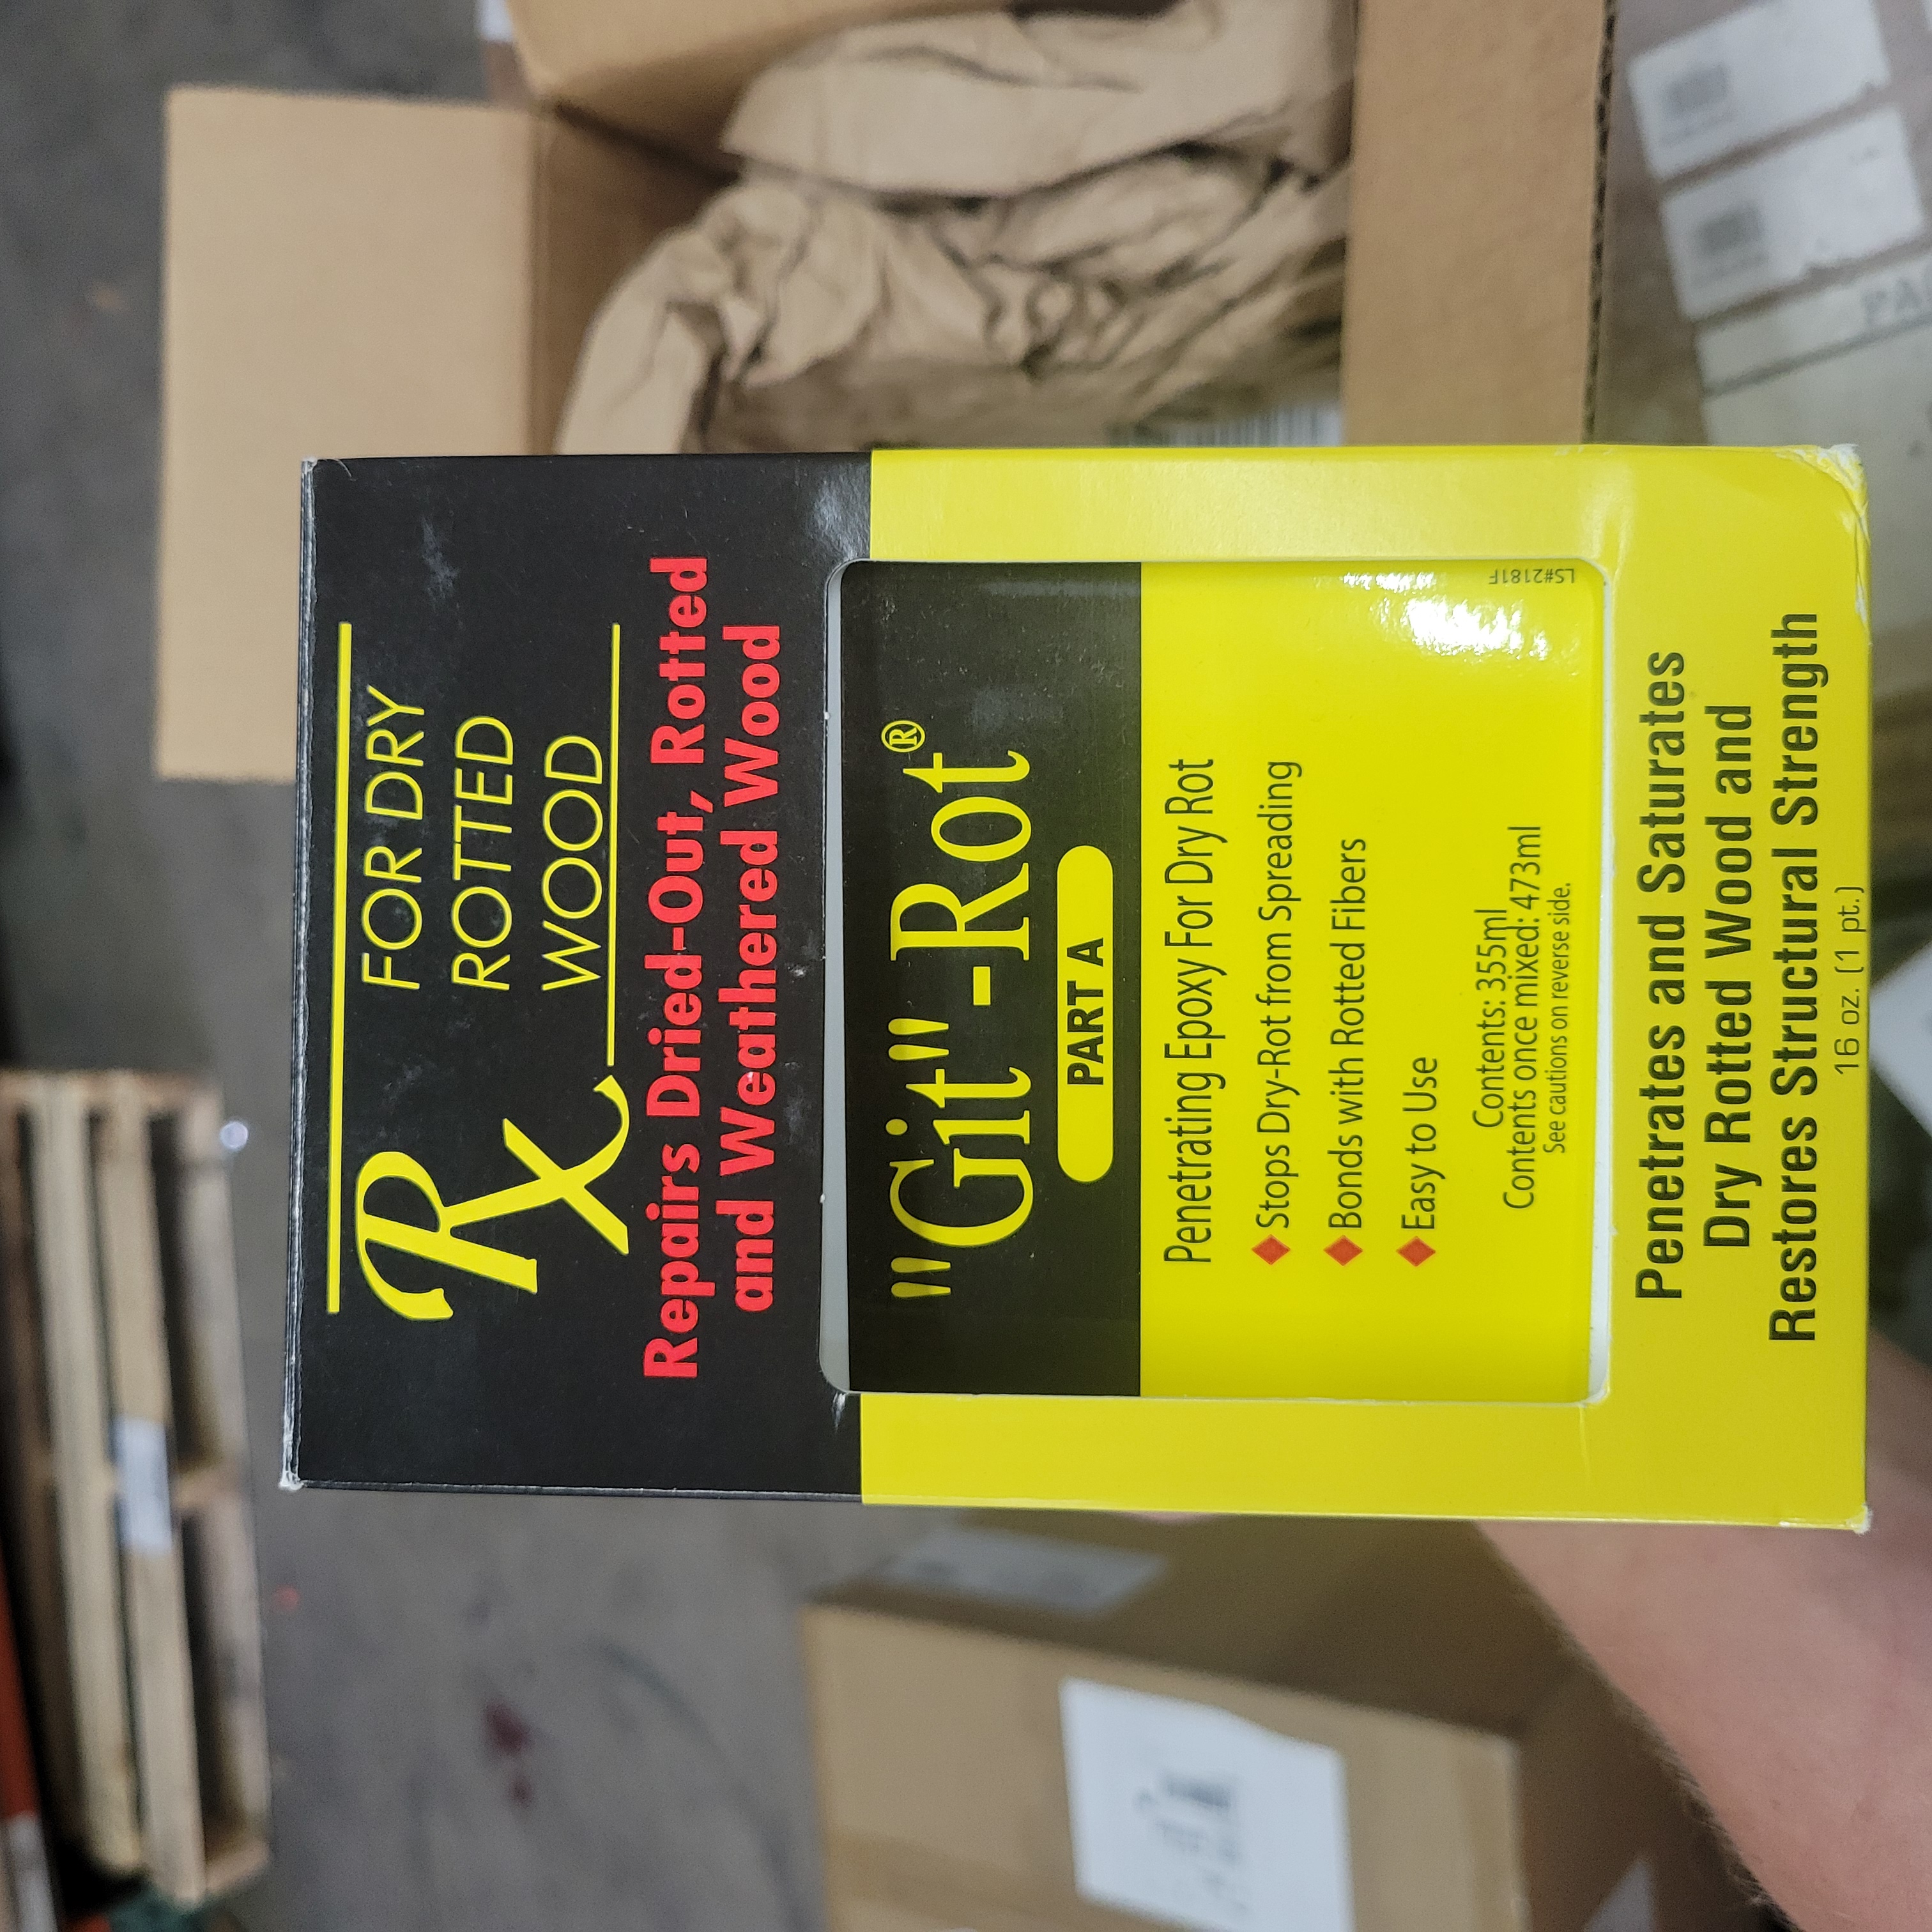 Rx FOR DRY
ROTTED
WOOD
Repairs Dried-Out, Rotted
and Weathered Wood
"Git"-Rot®
PART A
Penetrating Epoxy For Dry Rot
Stops Dry-Rot from Spreading
Bonds with Rotted Fibers
Easy to Use
Contents: 355ml
Contents once mixed: 473ml
See cautions on reverse side.
LS#2181F
Penetrates and Saturates
Dry Rotted Wood and
Restores Structural Strength
16 oz. (1 pt.)